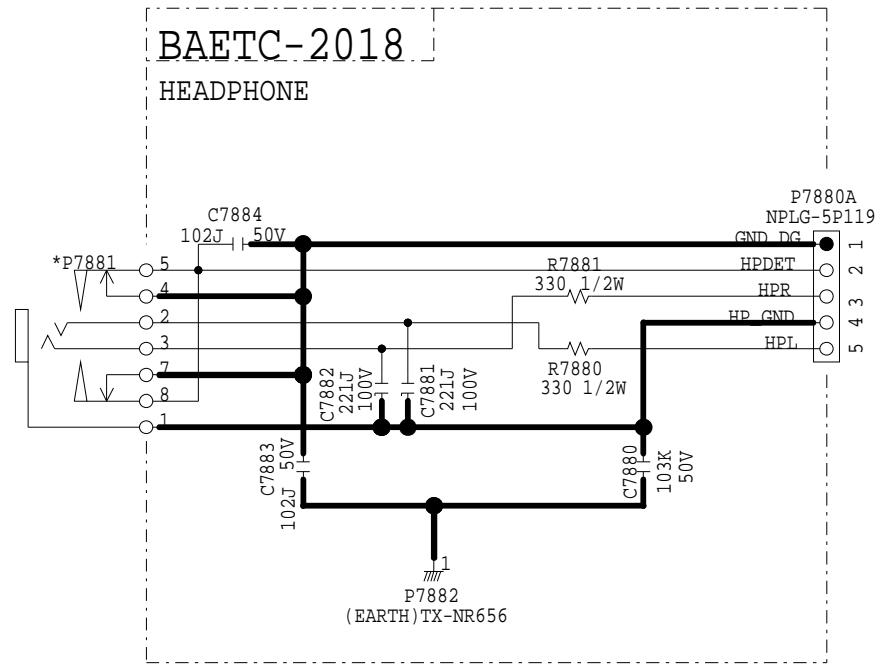 BAETC-2018
HEADPHONE
P7880A
NPLG-5P119
C7884
102J
50V
GND_DG
1
*P7881
5
HPDET
2
R7881
330 1/2W
4
HPR
3
2
HP_GND
4
3
HPL
5
R7880
330 1/2W
7
8
1
C7882
221J
100V
C7881
221J
100V
C7883
50V
102J
C7880
103K
50V
1
P7882
(EARTH)TX-NR656